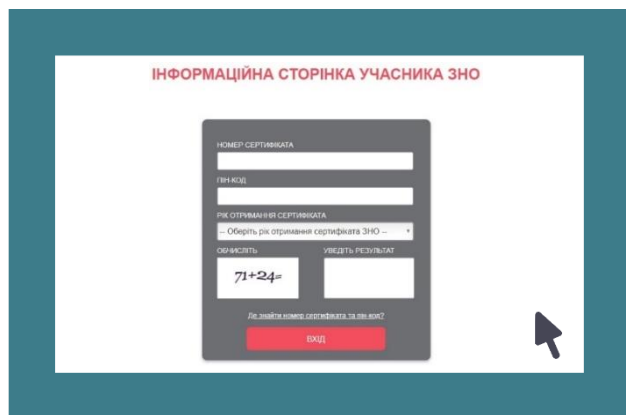 ІНФОРМАЦІЙНА СТОРІНКА УЧАСНИКА ЗНО
НОМЕР СЕРТИФІКАТА
ПІН-КОД
РІК ОТРИМАННЯ СЕРТИФІКАТА
-- Оберіть рік отримання сертифіката ЗНО --
ОБЧИСЛІТЬ УВЕДІТЬ РЕЗУЛЬТАТ
71+24=
Де знайти номер сертифіката та пін-код?
ВХІД